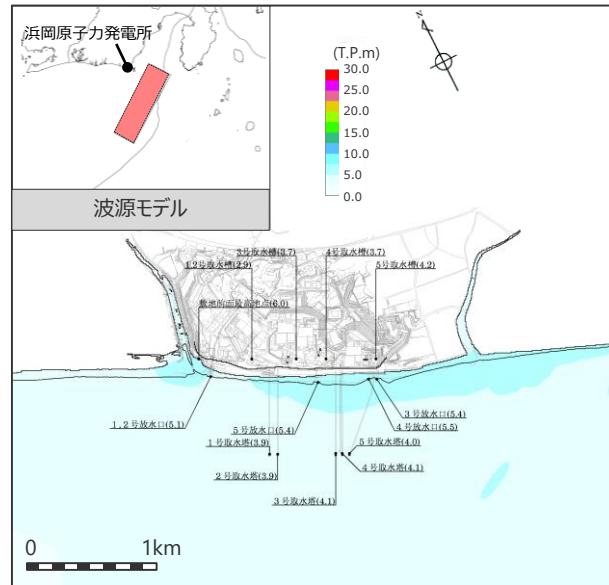 浜岡原子力発電所
波源モデル
(T.P.m)
30.0
25.0
20.0
15.0
10.0
5.0
0.0
N
3号取水槽(3.7)
4号取水槽(3.7)
1,2号取水槽(2.9)
5号取水槽(4.2)
敷地前面最高地点(6.0)
1,2号放水口(5.1)
5号放水口(5.4)
3号放水口(5.4)
4号放水口(5.5)
1号取水塔(3.9)
5号取水塔(4.0)
2号取水塔(3.9)
4号取水塔(4.1)
3号取水塔(4.1)
0 1km